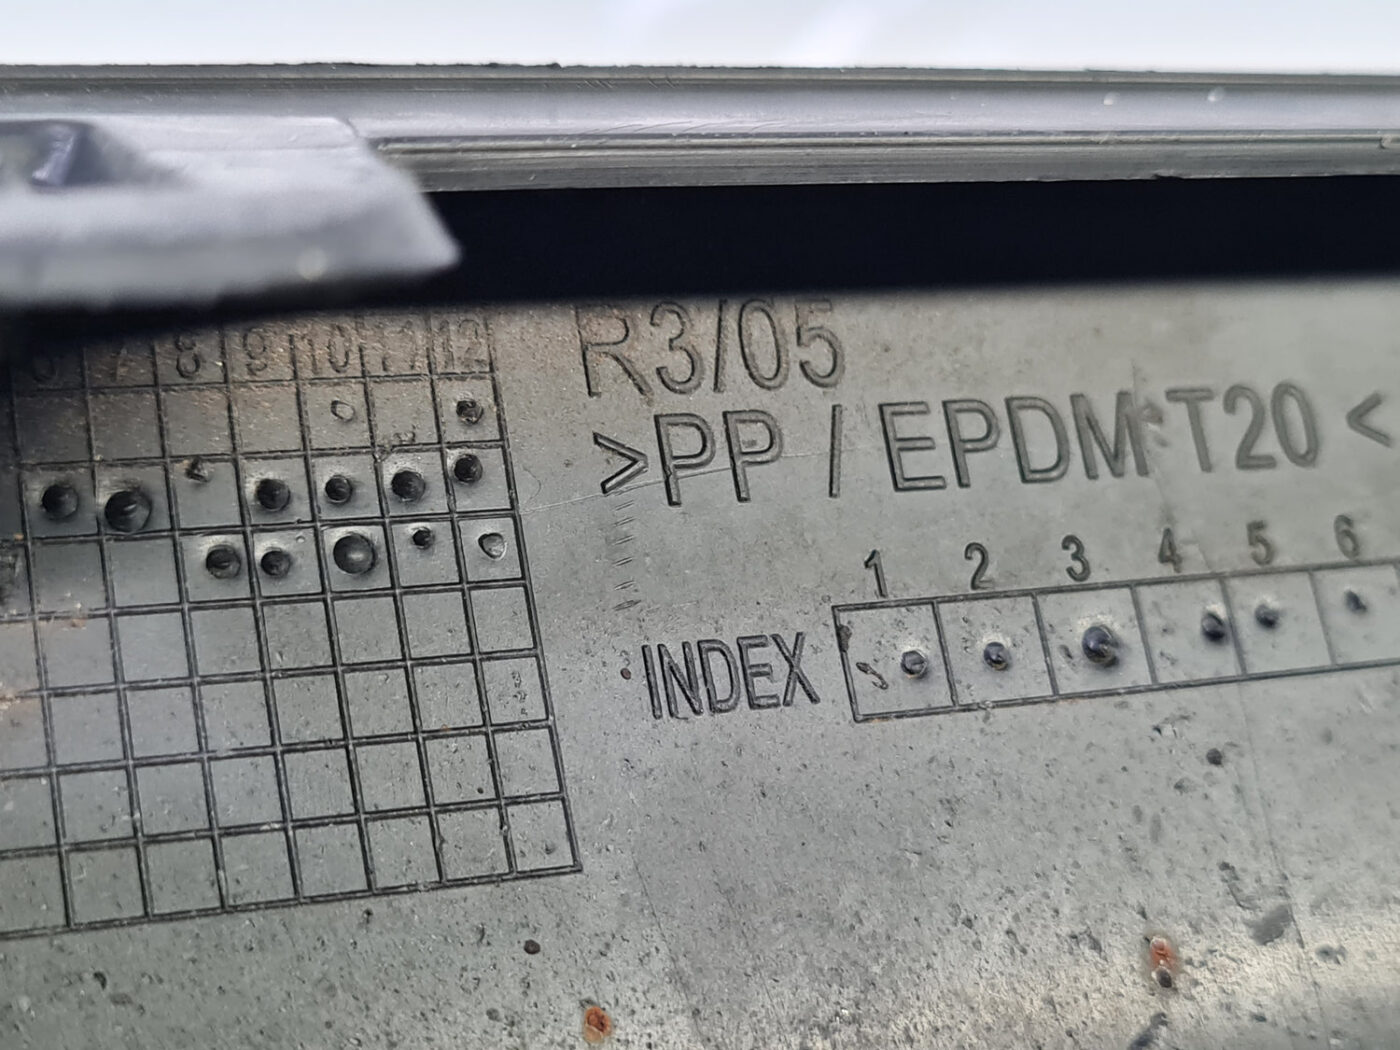 6 7 8 9 10 11 12
R3/05
>PP / EPDM T20<
1 2 3 4 5 6
INDEX